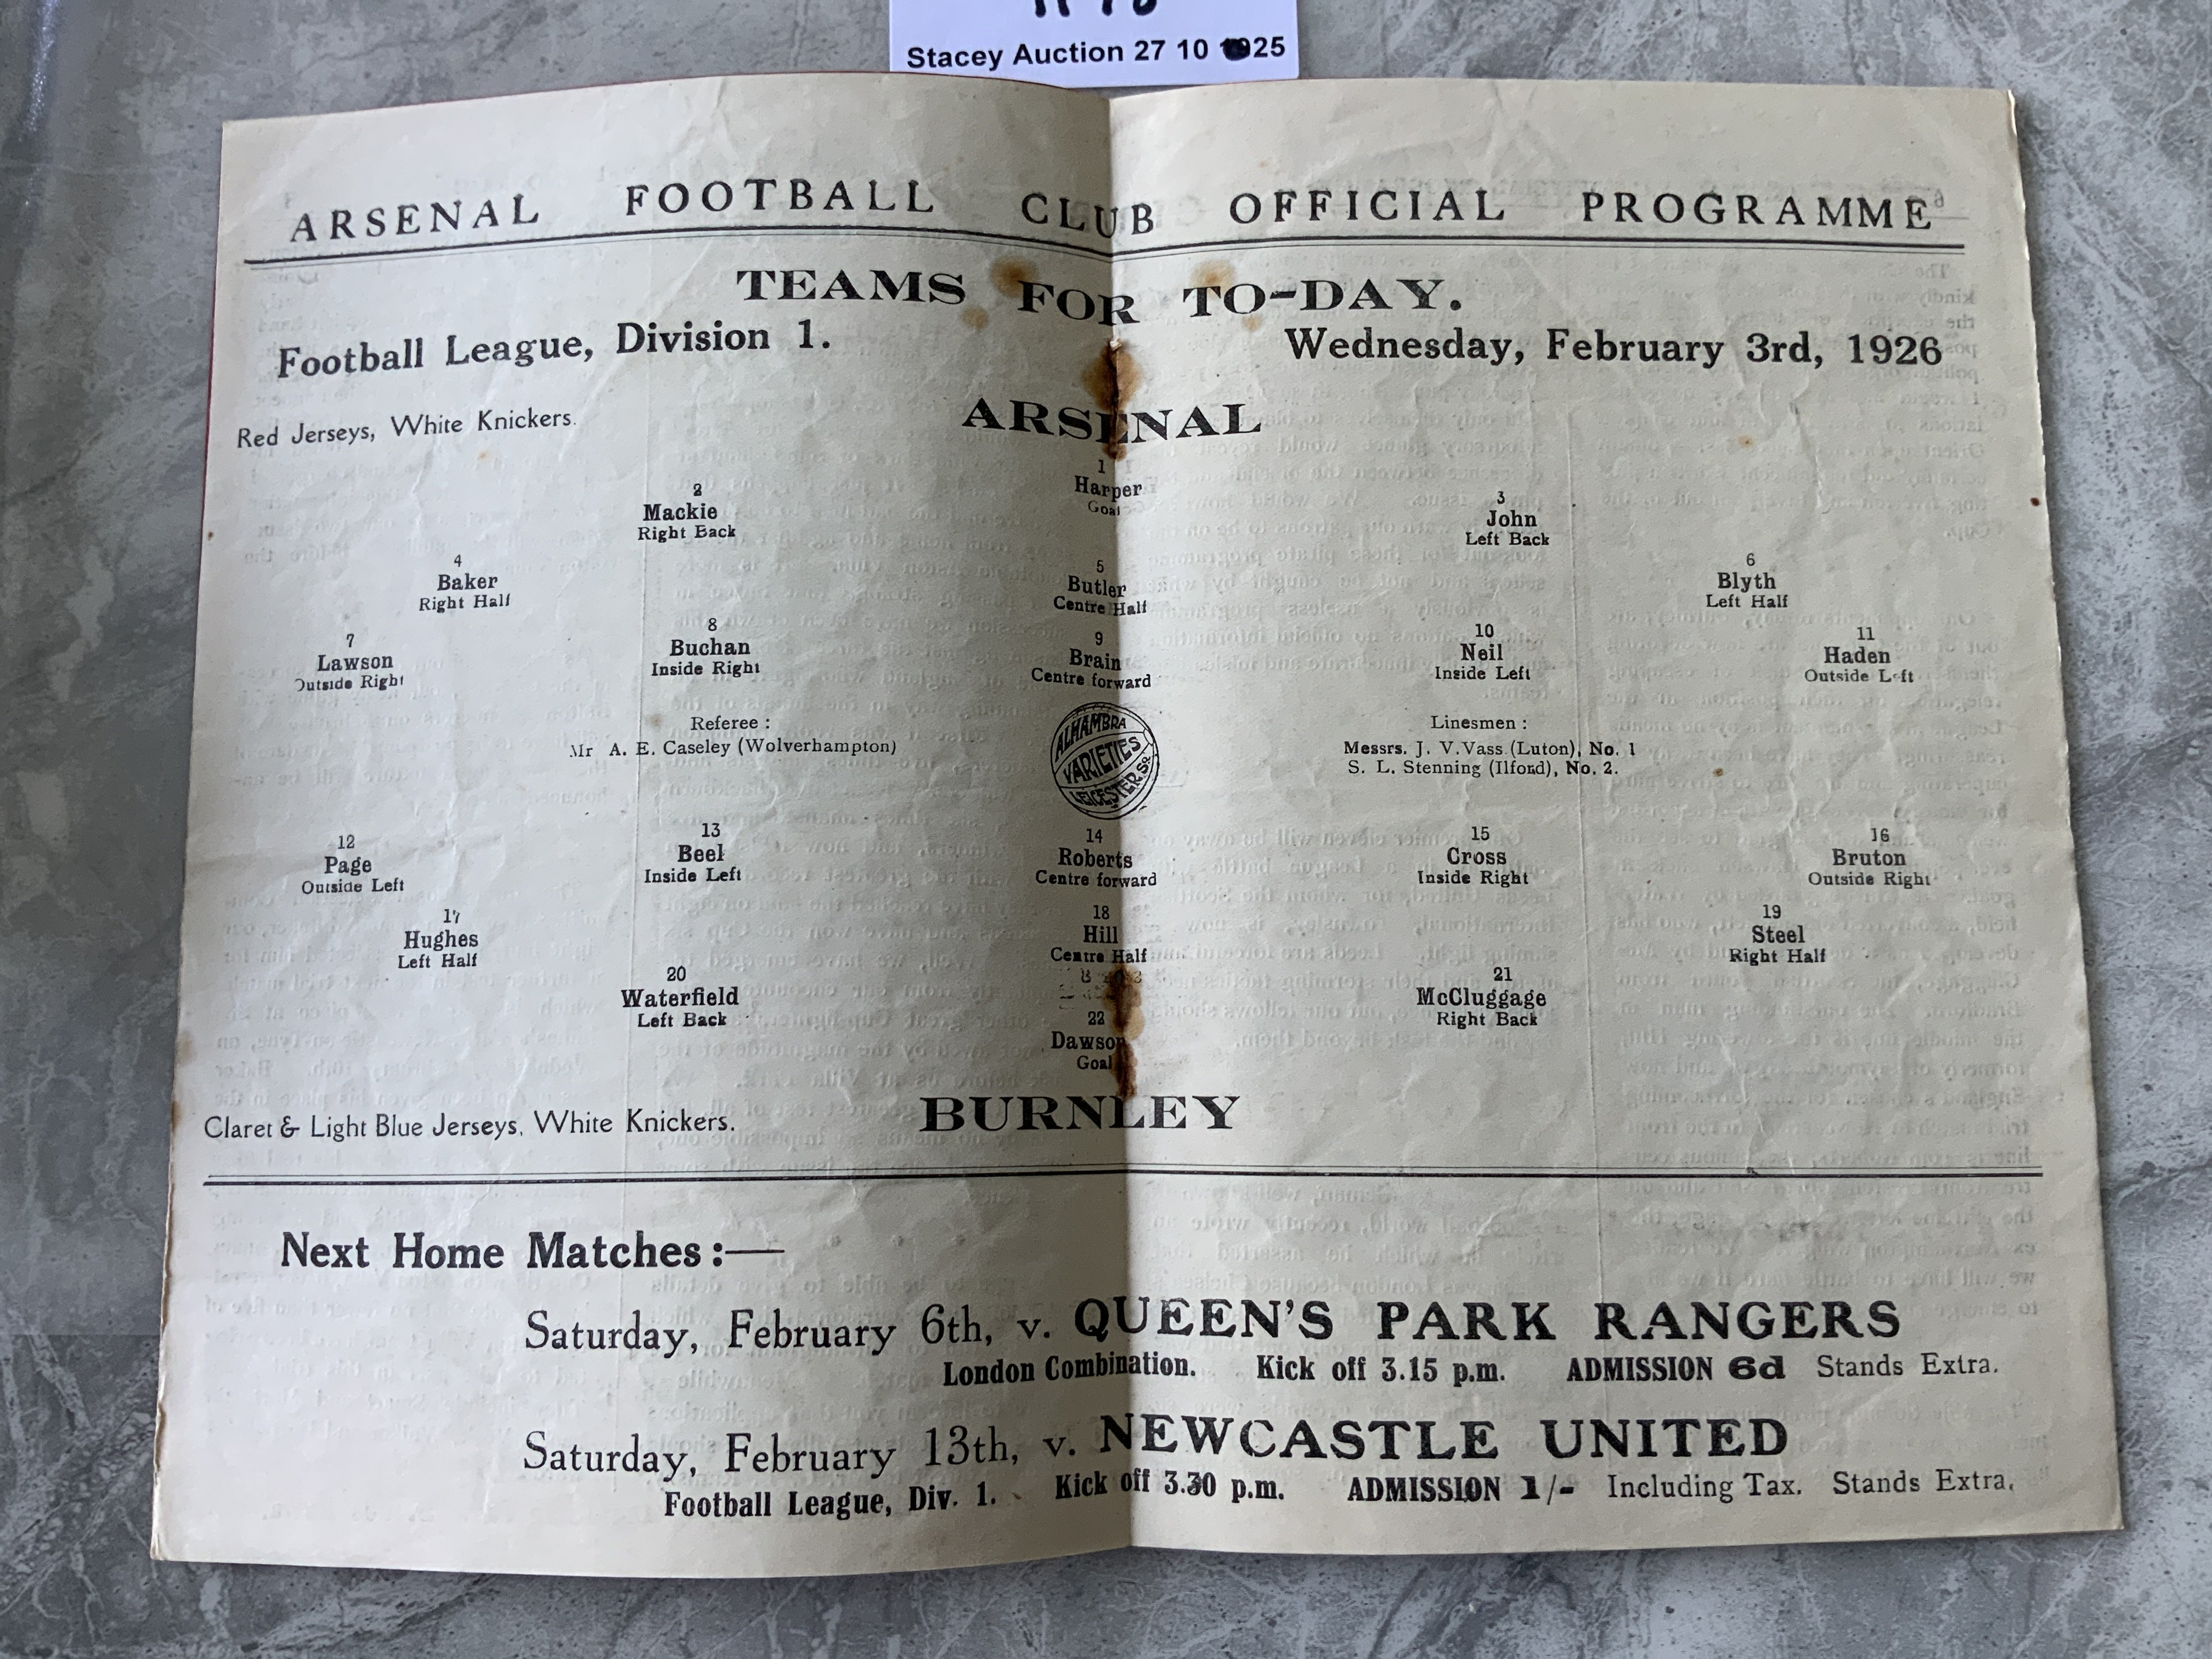 Stacey Auction 27 10 25
ARSENAL FOOTBALL CLUB OFFICIAL PROGRAMME
TEAMS FOR TO-DAY.
Football League, Division 1. Wednesday, February 3rd, 1926
ARSENAL
Red Jerseys, White Knickers.
1
Harper
Goal
2 3
Mackie John
Right Back Left Back
4 5 6
Baker Butler Blyth
Right Half Centre Half Left Half
7 8 9 10 11
Lawson Buchan Brain Neil Haden
Outside Right Inside Right Centre forward Inside Left Outside Left
Referee : Linesmen :
Mr A. E. Caseley (Wolverhampton) Messrs. J. V. Vass (Luton), No. 1
S. L. Stenning (Ilford), No. 2.
ALHAMBRA
VARIETIES
LEICESTER Sq
12 13 14 15 16
Page Beel Roberts Cross Bruton
Outside Left Inside Left Centre forward Inside Right Outside Right
17 18 19
Hughes Hill Steel
Left Half Centre Half Right Half
20 21
Waterfield McCluggage
Left Back Right Back
22
Dawson
Goal
BURNLEY
Claret & Light Blue Jerseys, White Knickers.
Next Home Matches :—
Saturday, February 6th, v. QUEEN'S PARK RANGERS
London Combination. Kick off 3.15 p.m. ADMISSION 6d Stands Extra.
Saturday, February 13th, v. NEWCASTLE UNITED
Football League, Div. 1. Kick off 3.30 p.m. ADMISSION 1/- Including Tax. Stands Extra.